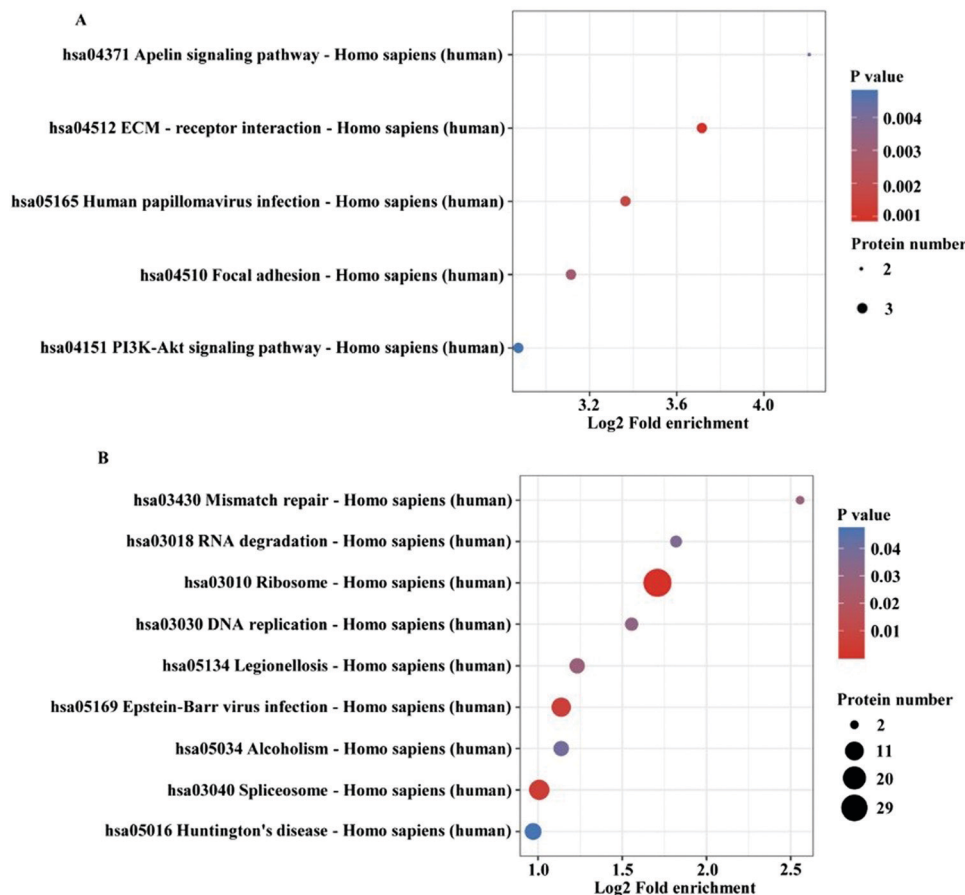 A
hsa04371 Apelin signaling pathway - Homo sapiens (human)
hsa04512 ECM - receptor interaction - Homo sapiens (human)
hsa05165 Human papillomavirus infection - Homo sapiens (human)
hsa04510 Focal adhesion - Homo sapiens (human)
hsa04151 PI3K-Akt signaling pathway - Homo sapiens (human)
3.2 3.6 4.0
Log2 Fold enrichment
P value
0.004
0.003
0.002
0.001
Protein number
2
3
B
hsa03430 Mismatch repair - Homo sapiens (human)
hsa03018 RNA degradation - Homo sapiens (human)
hsa03010 Ribosome - Homo sapiens (human)
hsa03030 DNA replication - Homo sapiens (human)
hsa05134 Legionellosis - Homo sapiens (human)
hsa05169 Epstein-Barr virus infection - Homo sapiens (human)
hsa05034 Alcoholism - Homo sapiens (human)
hsa03040 Spliceosome - Homo sapiens (human)
hsa05016 Huntington's disease - Homo sapiens (human)
1.0 1.5 2.0 2.5
Log2 Fold enrichment
P value
0.04
0.03
0.02
0.01
Protein number
2
11
20
29